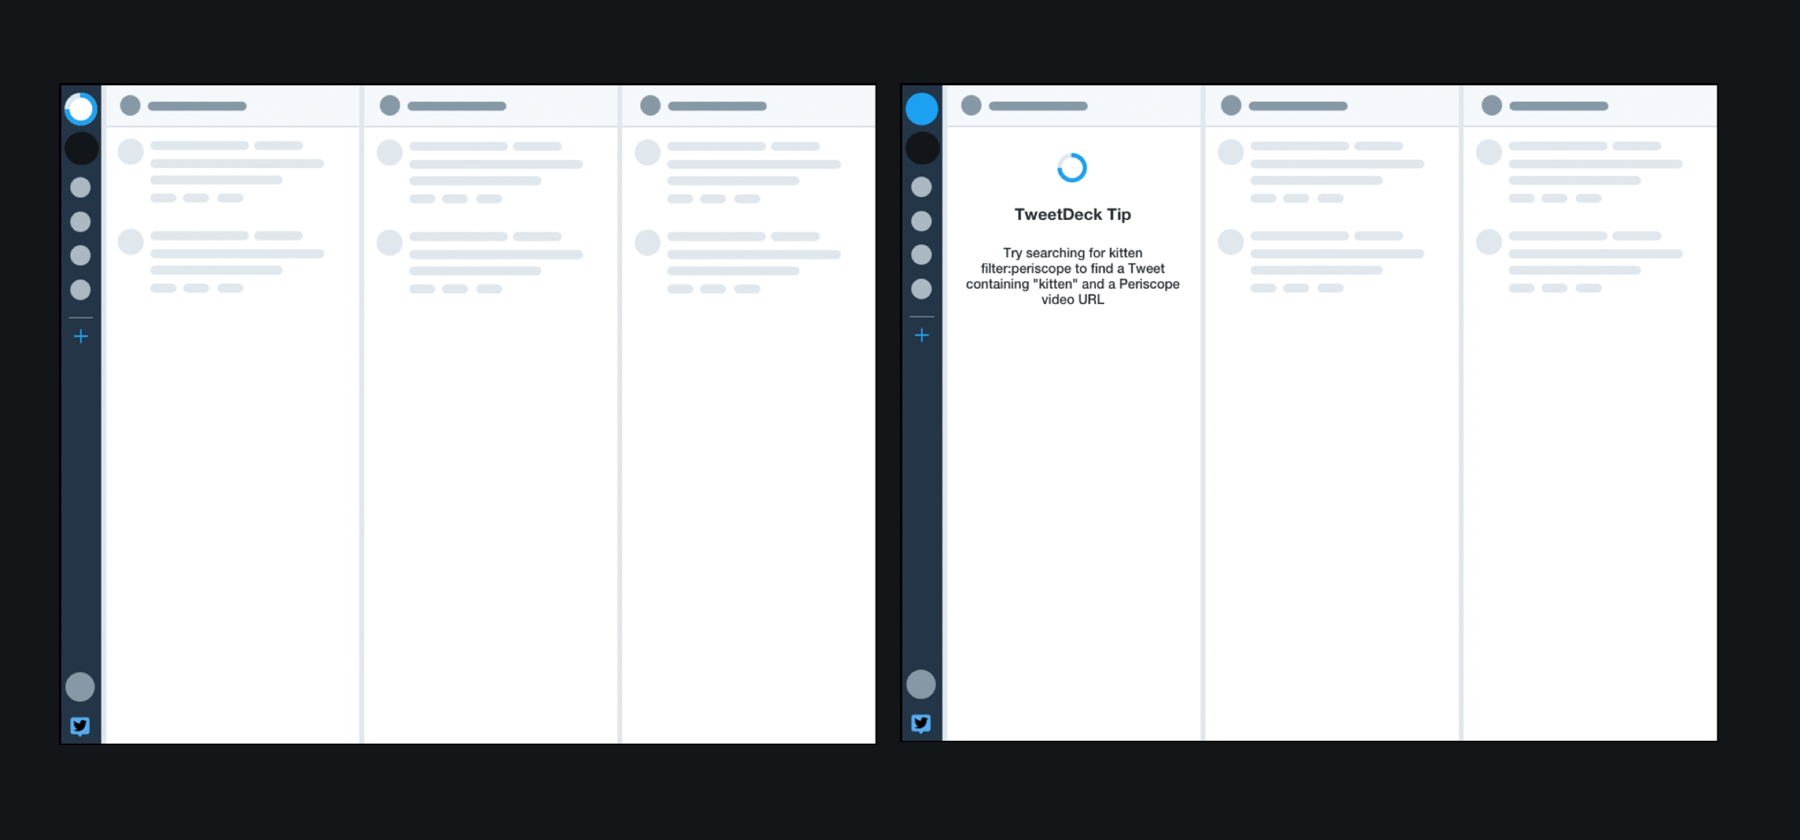 TweetDeck Tip
Try searching for kitten
filter:periscope to find a Tweet
containing "kitten" and a Periscope
video URL